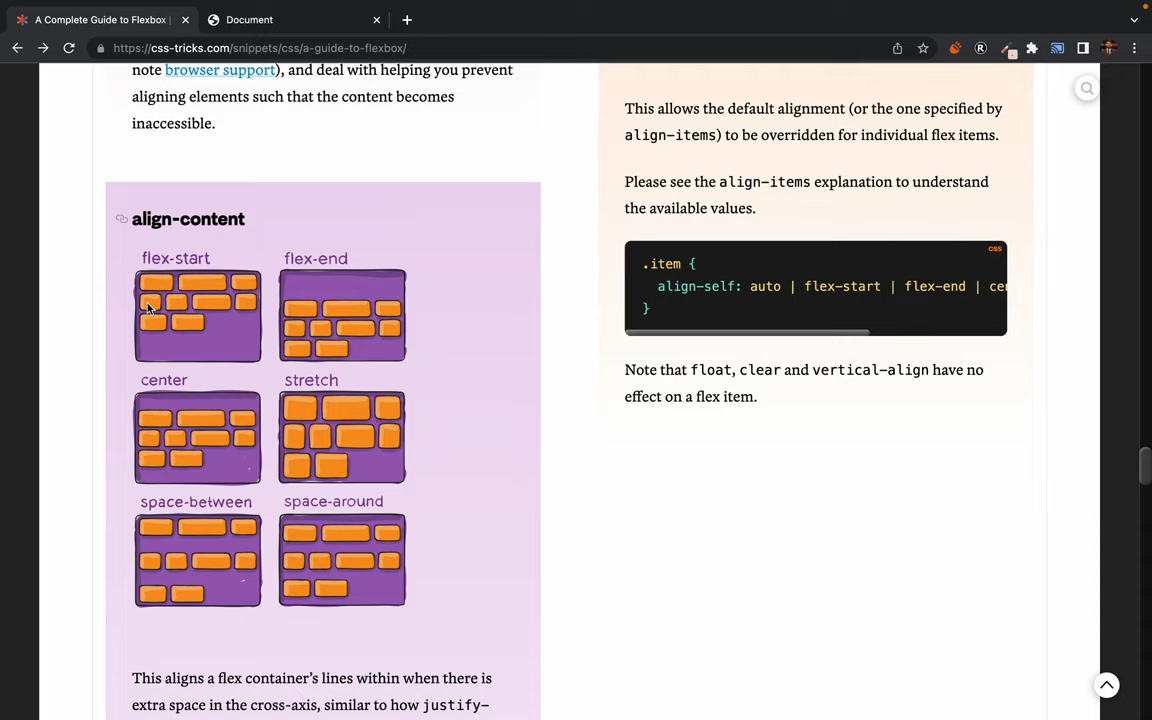 A Complete Guide to Flexbox |
Document
https://css-tricks.com/snippets/css/a-guide-to-flexbox/
note browser support), and deal with helping you prevent
aligning elements such that the content becomes
inaccessible.
align-content
flex-start
flex-end
center
stretch
space-between
space-around
This aligns a flex container’s lines within when there is
extra space in the cross-axis, similar to how justify-
This allows the default alignment (or the one specified by
align-items) to be overridden for individual flex items.
Please see the align-items explanation to understand
the available values.
CSS
.item {
align-self: auto | flex-start | flex-end | cen
}
Note that float, clear and vertical-align have no
effect on a flex item.